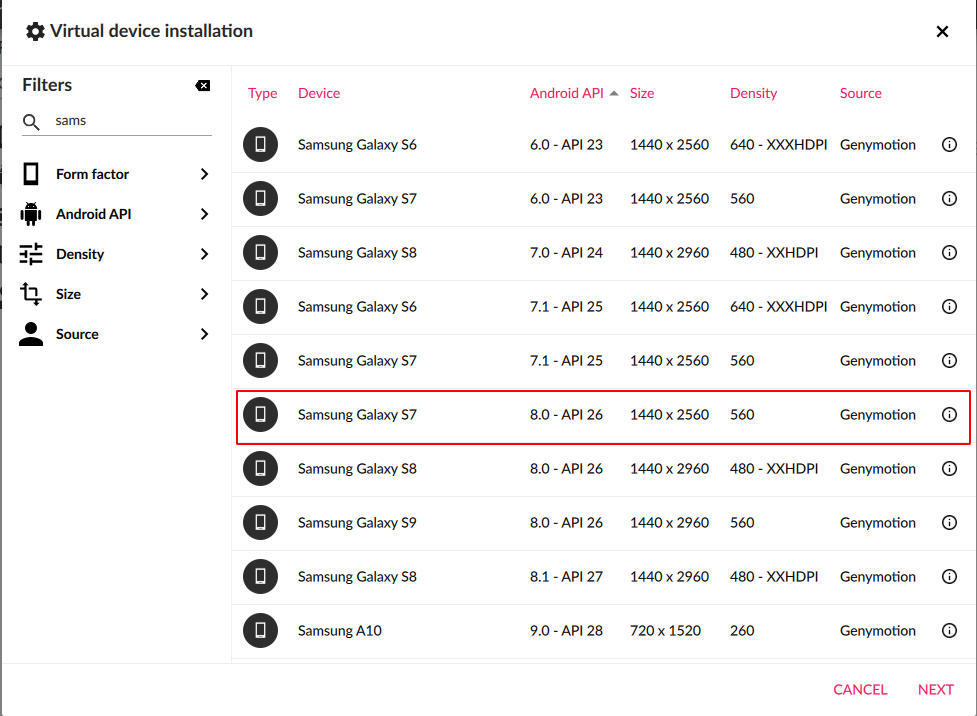 Virtual device installation
Filters
sams
Form factor
Android API
Density
Size
Source
Type Device Android API Size Density Source
Samsung Galaxy S6 6.0 - API 23 1440 x 2560 640 - XXXHDPI Genymotion
Samsung Galaxy S7 6.0 - API 23 1440 x 2560 560 Genymotion
Samsung Galaxy S8 7.0 - API 24 1440 x 2960 480 - XXHDPI Genymotion
Samsung Galaxy S6 7.1 - API 25 1440 x 2560 640 - XXXHDPI Genymotion
Samsung Galaxy S7 7.1 - API 25 1440 x 2560 560 Genymotion
Samsung Galaxy S7 8.0 - API 26 1440 x 2560 560 Genymotion
Samsung Galaxy S8 8.0 - API 26 1440 x 2960 480 - XXHDPI Genymotion
Samsung Galaxy S9 8.0 - API 26 1440 x 2960 560 Genymotion
Samsung Galaxy S8 8.1 - API 27 1440 x 2960 480 - XXHDPI Genymotion
Samsung A10 9.0 - API 28 720 x 1520 260 Genymotion
CANCEL NEXT